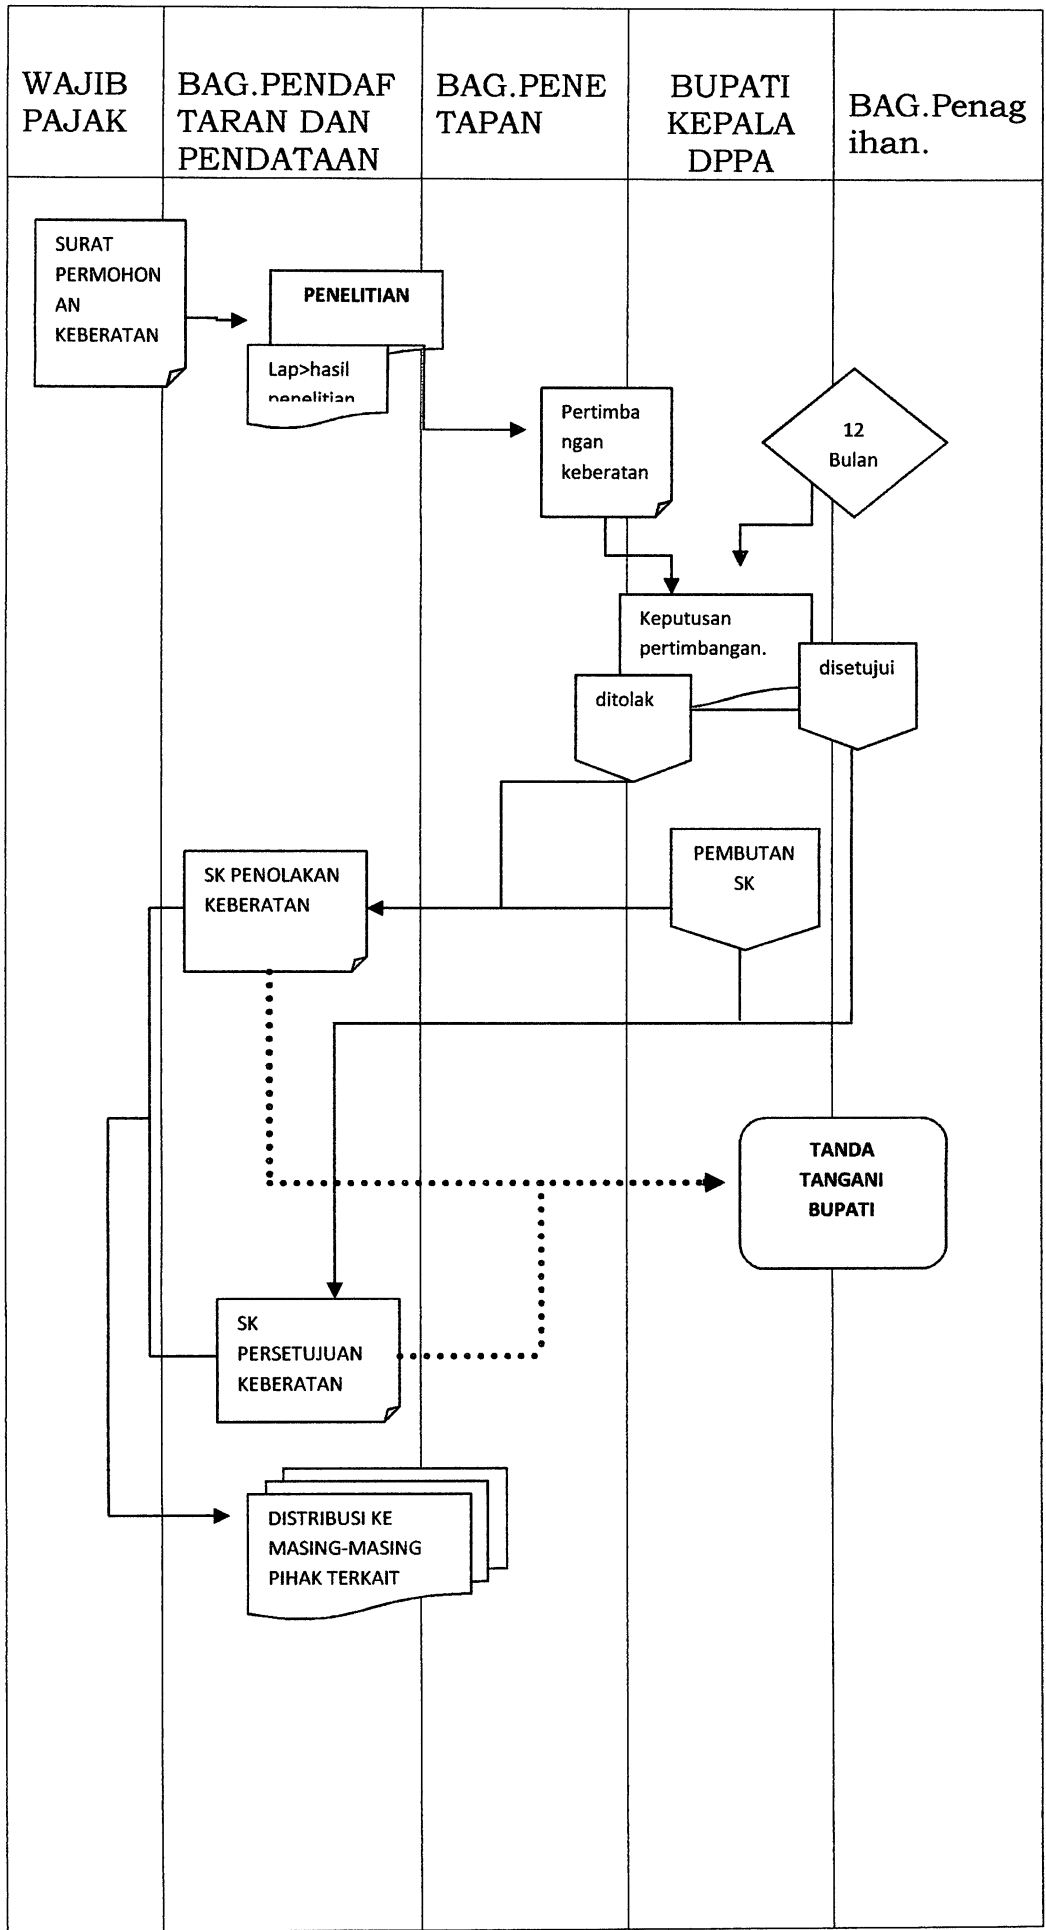 WAJIB
PAJAK
BAG.PENDAF
TARAN DAN
PENDATAAN
BAG.PENE
TAPAN
BUPATI
KEPALA
DPPA
BAG.Penag
ihan.
SURAT
PERMOHON
AN
KEBERATAN
PENELITIAN
Lap>hasil
penelitian
Pertimba
ngan
keberatan
12
Bulan
Keputusan
pertimbangan.
disetujui
ditolak
PEMBUTAN
SK
SK PENOLAKAN
KEBERATAN
TANDA
TANGANI
BUPATI
SK
PERSETUJUAN
KEBERATAN
DISTRIBUSI KE
MASING-MASING
PIHAK TERKAIT